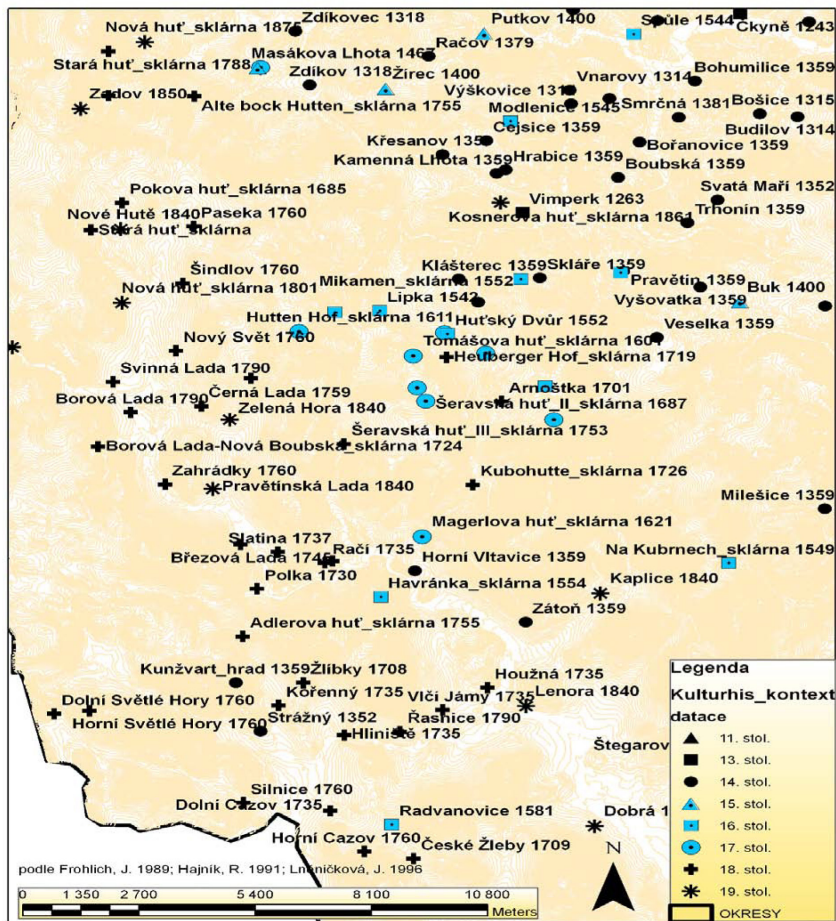 Nová huť_sklárna 1875
Zdíkovec 1318
Putkov 1400
Spůle 1544
Ckyně 1243
Stará huť_sklárna 1788
Masákova Lhota 1467
Račov 1379
Zdíkov 1318
Žírec 1400
Vnarovy 1314
Bohumilice 1359
Zadov 1850
Alte bock Hutten_sklárna 1755
Výškovice 131
Modlenice 1545
Smrčná 1381
Bošice 1315
Cejsice 1359
Budilov 1314
Křesanov 135
Bořanovice 1359
Kamenná Lhota 1359
Hrabice 1359
Boubská 1359
Pokova huť_sklárna 1685
Vimperk 1263
Svatá Maří 1352
Nové Hutě 1840
Paseka 1760
Kosnerova huť_sklárna 1861
Trhonín 1359
Stará huť_sklárna
Šindlov 1760
Klášterec 1359
Skláře 1359
Nová huť_sklárna 1801
Mikamen_sklárna 1552
Pravětín 1359
Buk 1400
Lipka 1542
Vyšovatka 1359
Hutten Hof_sklárna 1611
Huťský Dvůr 1552
Veselka 1359
Nový Svět 1760
Tomášova huť_sklárna 160
Heuberger Hof_sklárna 1719
Svinná Lada 1790
Černá Lada 1759
Arnoštka 1701
Borová Lada 1790
Zelená Hora 1840
Šeravská huť_II_sklárna 1687
Šeravská huť_III_sklárna 1753
Borová Lada-Nová Boubská_sklárna 1724
Zahrádky 1760
Pravětínská Lada 1840
Kubohutte_sklárna 1726
Milešice 1359
Magerlova huť_sklárna 1621
Slatina 1737
Březová Lada 174
Račí 1735
Horní Vltavice 1359
Na Kubrnech_sklárna 1549
Polka 1730
Havránka_sklárna 1554
Kaplice 1840
Zátoň 1359
Adlerova huť_sklárna 1755
Kunžvart_hrad 1359
Žlíbky 1708
Houžná 1735
Dolní Světlé Hory 1760
Kořenný 1735
Vlčí Jámy 1735
Lenora 1840
Horní Světlé Hory 1760
Strážný 1352
Řasnice 1790
Hliniště 1735
Štegarov
Silnice 1760
Dolní Cazov 1735
Radvanovice 1581
Dobrá 1
Horní Cazov 1760
České Žleby 1709
podle Frohlich, J. 1989; Hajník, R. 1991; Lněničková, J. 1996
0 1 350 2 700 5 400 8 100 10 800
Meters
N
Legenda
Kulturhis_kontext
datace
11. stol.
13. stol.
14. stol.
15. stol.
16. stol.
17. stol.
18. stol.
19. stol.
OKRESY